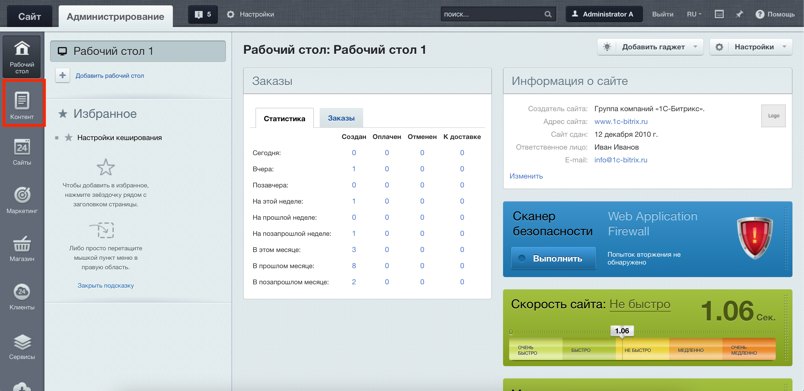 Сайт
Администрирование
5
Настройки
поиск...
Administrator A
Выйти
RU
Помощь
Рабочий стол
Контент
24
Сайты
Маркетинг
Магазин
24
Клиенты
Сервисы
Рабочий стол 1
Добавить рабочий стол
Избранное
Настройки кеширования
Чтобы добавить в избранное,
нажмите звёздочку рядом с
заголовком страницы.
Либо просто перетащите
мышкой пункт меню в
правую область.
Закрыть подсказку
Рабочий стол: Рабочий стол 1
Добавить гаджет
Настройки
Заказы
Статистика Заказы
Создан Оплачен Отменен К доставке
Сегодня: 0 0 0 0
Вчера: 1 0 0 0
Позавчера: 0 0 0 0
На этой неделе: 1 0 0 0
На прошлой неделе: 0 0 0 0
На позапрошлой неделе: 1 0 0 0
В этом месяце: 3 0 0 0
В прошлом месяце: 8 0 0 0
В позапрошлом месяце: 2 0 0 0
Информация о сайте
Создатель сайта: Группа компаний «1С-Битрикс».
Адрес сайта: www.1c-bitrix.ru
Сайт сдан: 12 декабря 2010 г.
Ответственное лицо: Иван Иванов
E-mail: info@1c-bitrix.ru
Logo
Изменить
Сканер
безопасности
Выполнить
Web Application
Firewall
Попыток вторжения не
обнаружено
Скорость сайта: Не быстро
1.06 Сек.
1.06
ОЧЕНЬ БЫСТРО
БЫСТРО
НЕ БЫСТРО
МЕДЛЕННО
ОЧЕНЬ МЕДЛЕННО